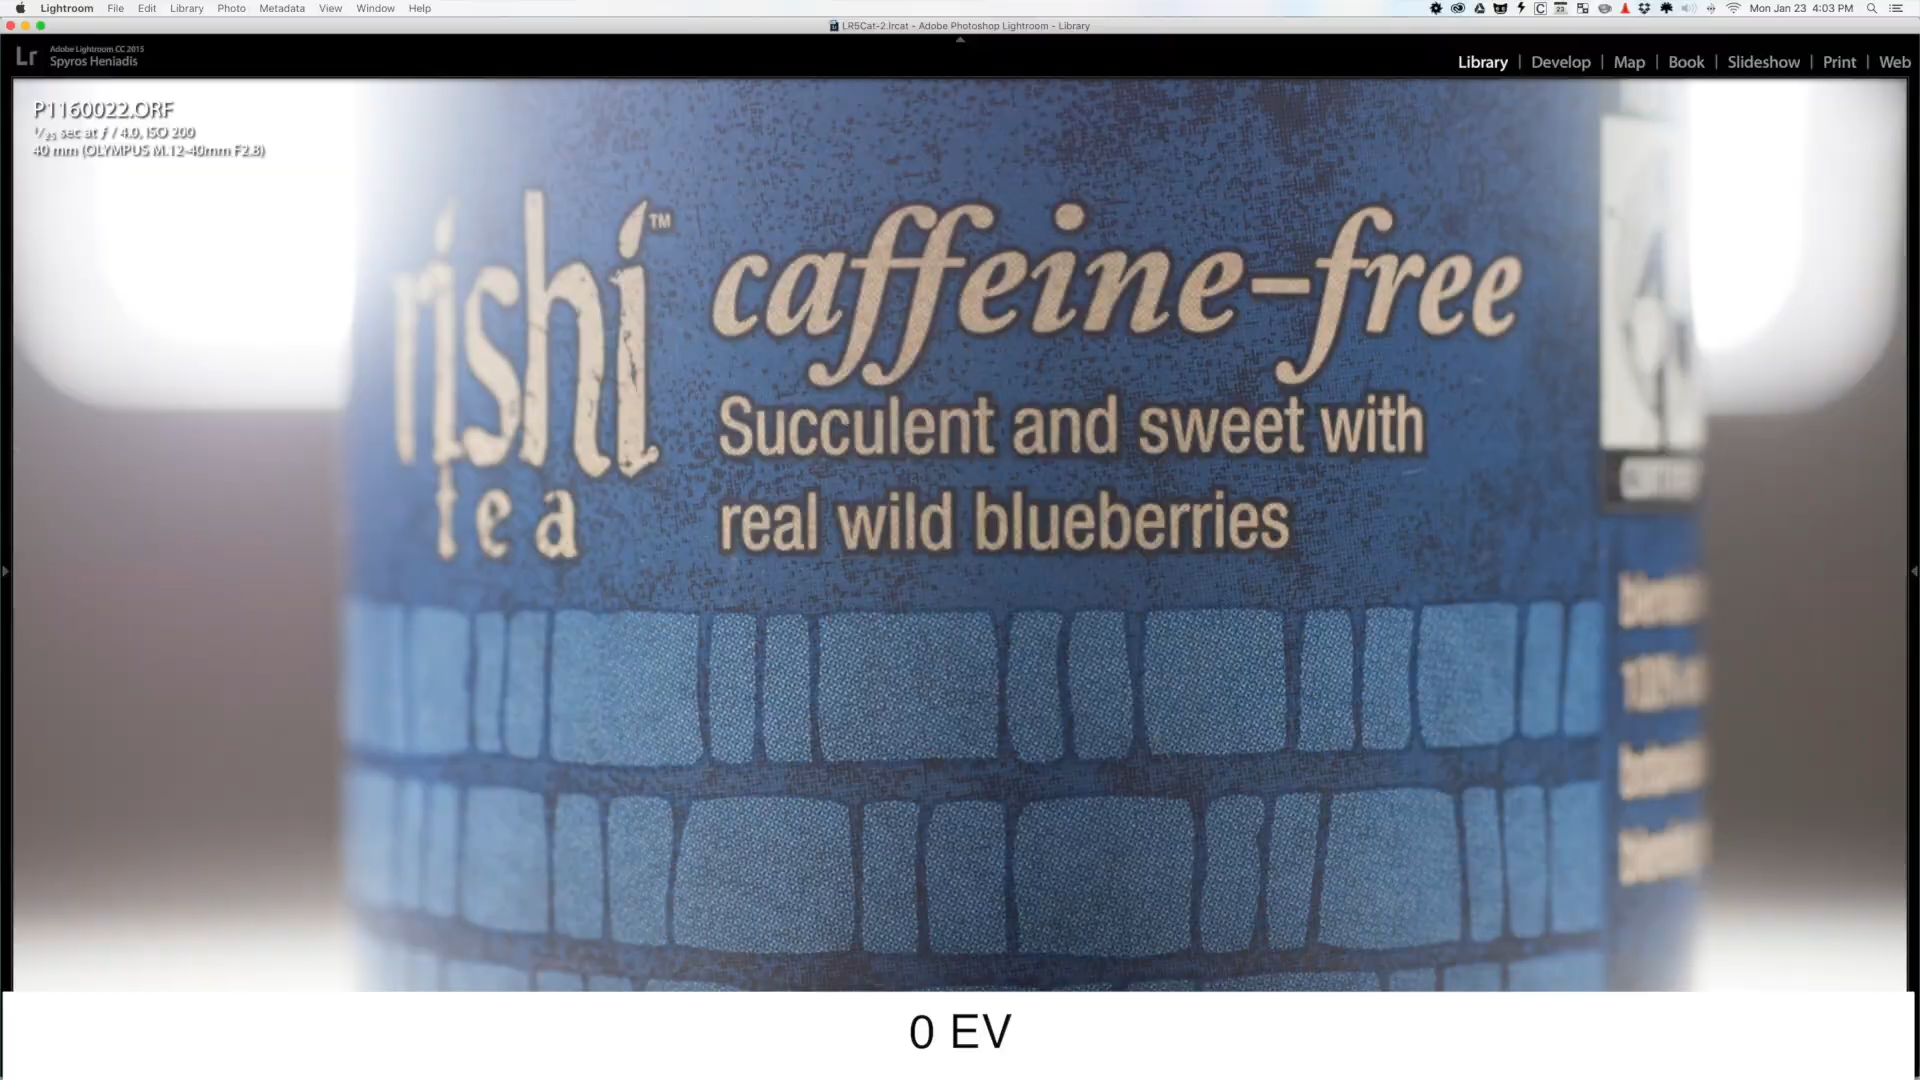 Lightroom File Edit Library Photo Metadata View Window Help
Mon Jan 23 4:03 PM
LR5Cat-2.lrcat - Adobe Photoshop Lightroom - Library
Lr
Adobe Lightroom CC 2015
Spyros Heniadis
Library | Develop | Map | Book | Slideshow | Print | Web
P1160022.ORF
1/25 sec at f / 4.0, ISO 200
40 mm (OLYMPUS M.12-40mm F2.8)
rishi™
tea
caffeine-free
Succulent and sweet with
real wild blueberries
0 EV